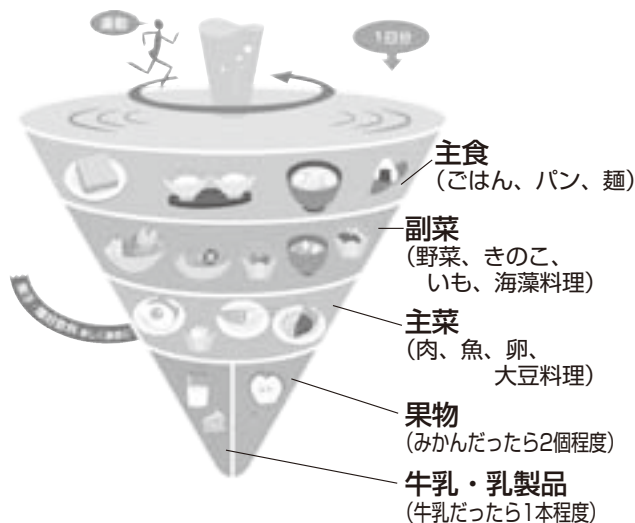 運動
1日分
主食
(ごはん、パン、麺)
副菜
(野菜、きのこ、
いも、海藻料理)
主菜
(肉、魚、卵、
大豆料理)
果物
(みかんだったら2個程度)
牛乳・乳製品
(牛乳だったら1本程度)